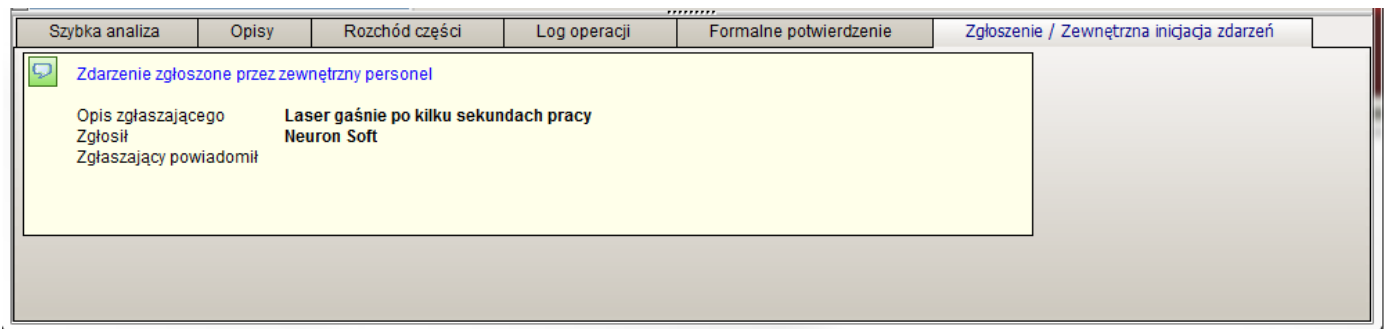 Szybka analiza Opisy Rozchód części Log operacji Formalne potwierdzenie Zgłoszenie / Zewnętrzna inicjacja zdarzeń
Zdarzenie zgłoszone przez zewnętrzny personel
Opis zgłaszającego Laser gaśnie po kilku sekundach pracy
Zgłosił Neuron Soft
Zgłaszający powiadomił